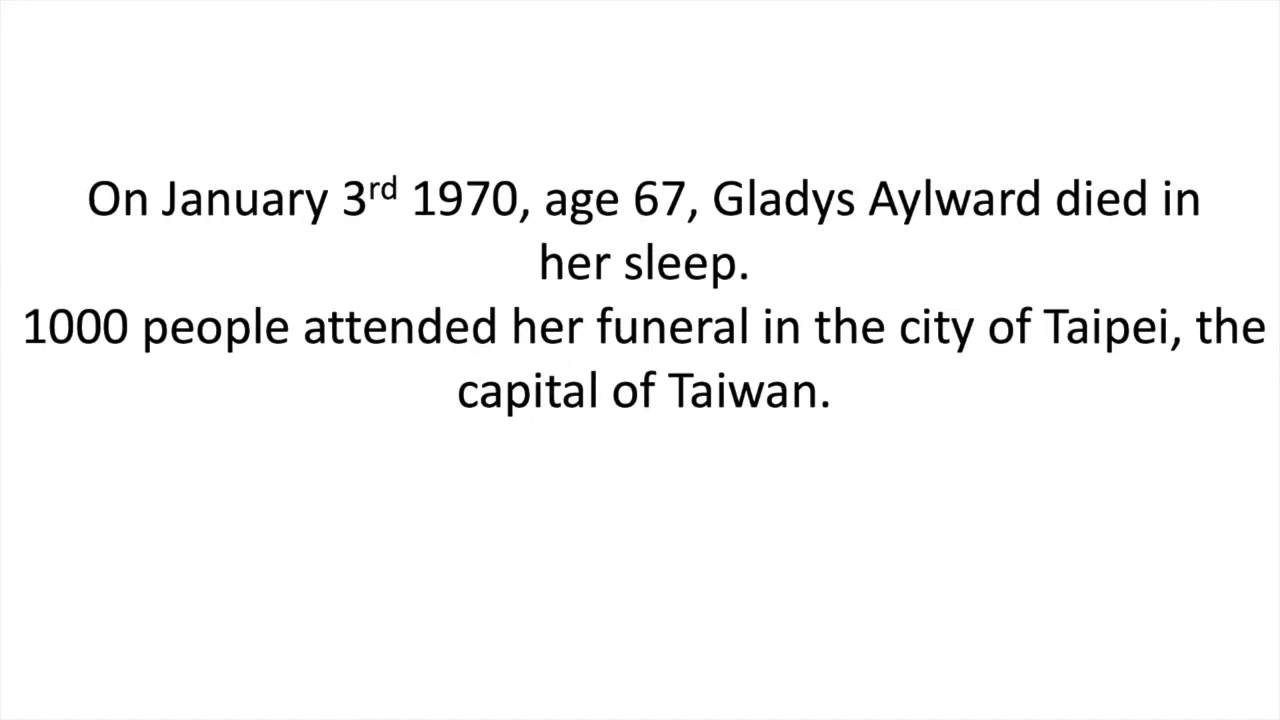 On January 3rd 1970, age 67, Gladys Aylward died in
her sleep.
1000 people attended her funeral in the city of Taipei, the
capital of Taiwan.